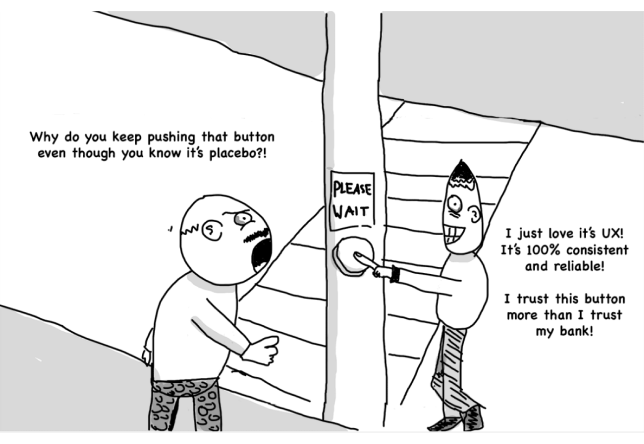 Why do you keep pushing that button
even though you know it's placebo?!
PLEASE
WAIT
I just love it's UX!
It's 100% consistent
and reliable!
I trust this button
more than I trust
my bank!